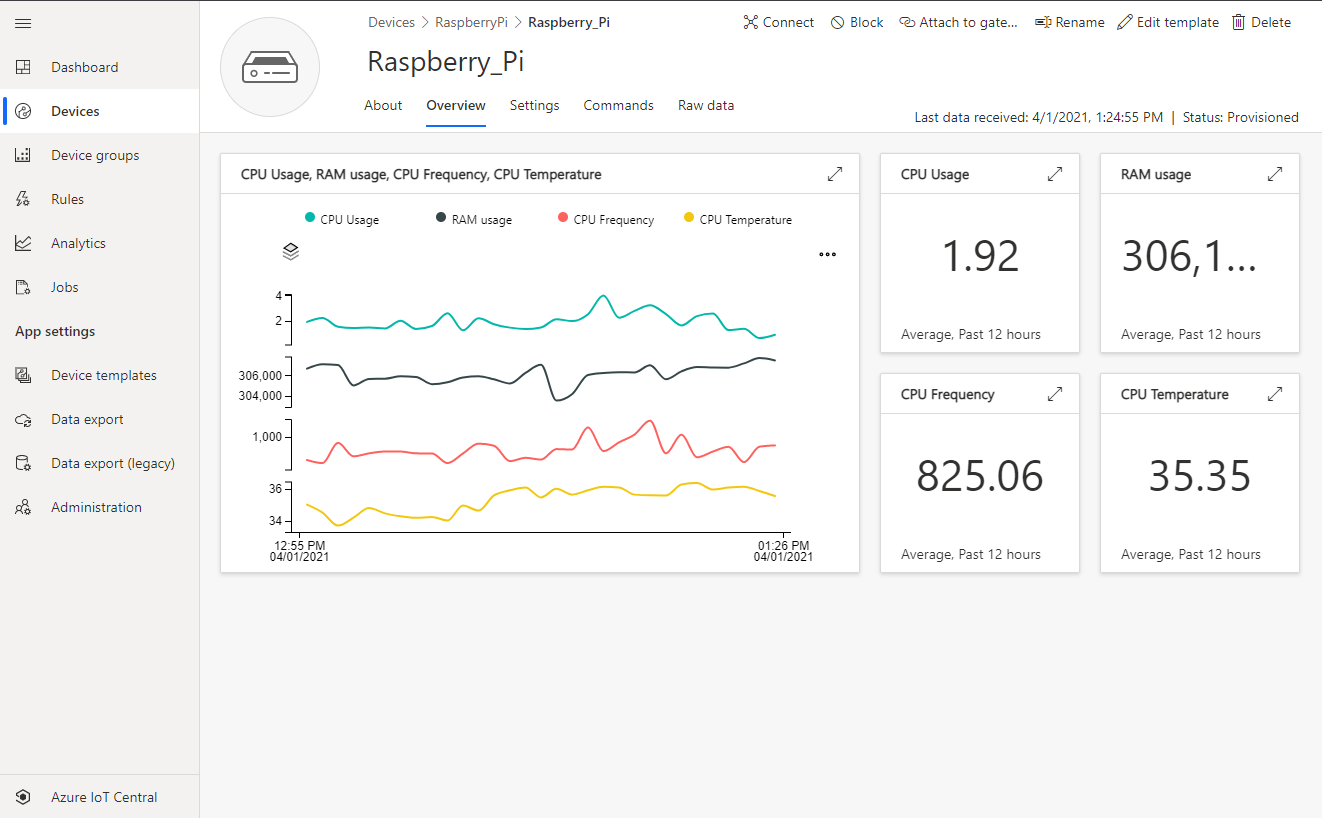 Dashboard
Devices
Device groups
Rules
Analytics
Jobs
App settings
Device templates
Data export
Data export (legacy)
Administration
Azure IoT Central
Devices > RaspberryPi > Raspberry_Pi
Connect Block Attach to gate... Rename Edit template Delete
Raspberry_Pi
About Overview Settings Commands Raw data
Last data received: 4/1/2021, 1:24:55 PM | Status: Provisioned
CPU Usage, RAM usage, CPU Frequency, CPU Temperature
CPU Usage RAM usage CPU Frequency CPU Temperature
4
2
306,000
304,000
1,000
36
34
12:55 PM 01:26 PM
04/01/2021 04/01/2021
CPU Usage
1.92
Average, Past 12 hours
RAM usage
306,1...
Average, Past 12 hours
CPU Frequency
825.06
Average, Past 12 hours
CPU Temperature
35.35
Average, Past 12 hours